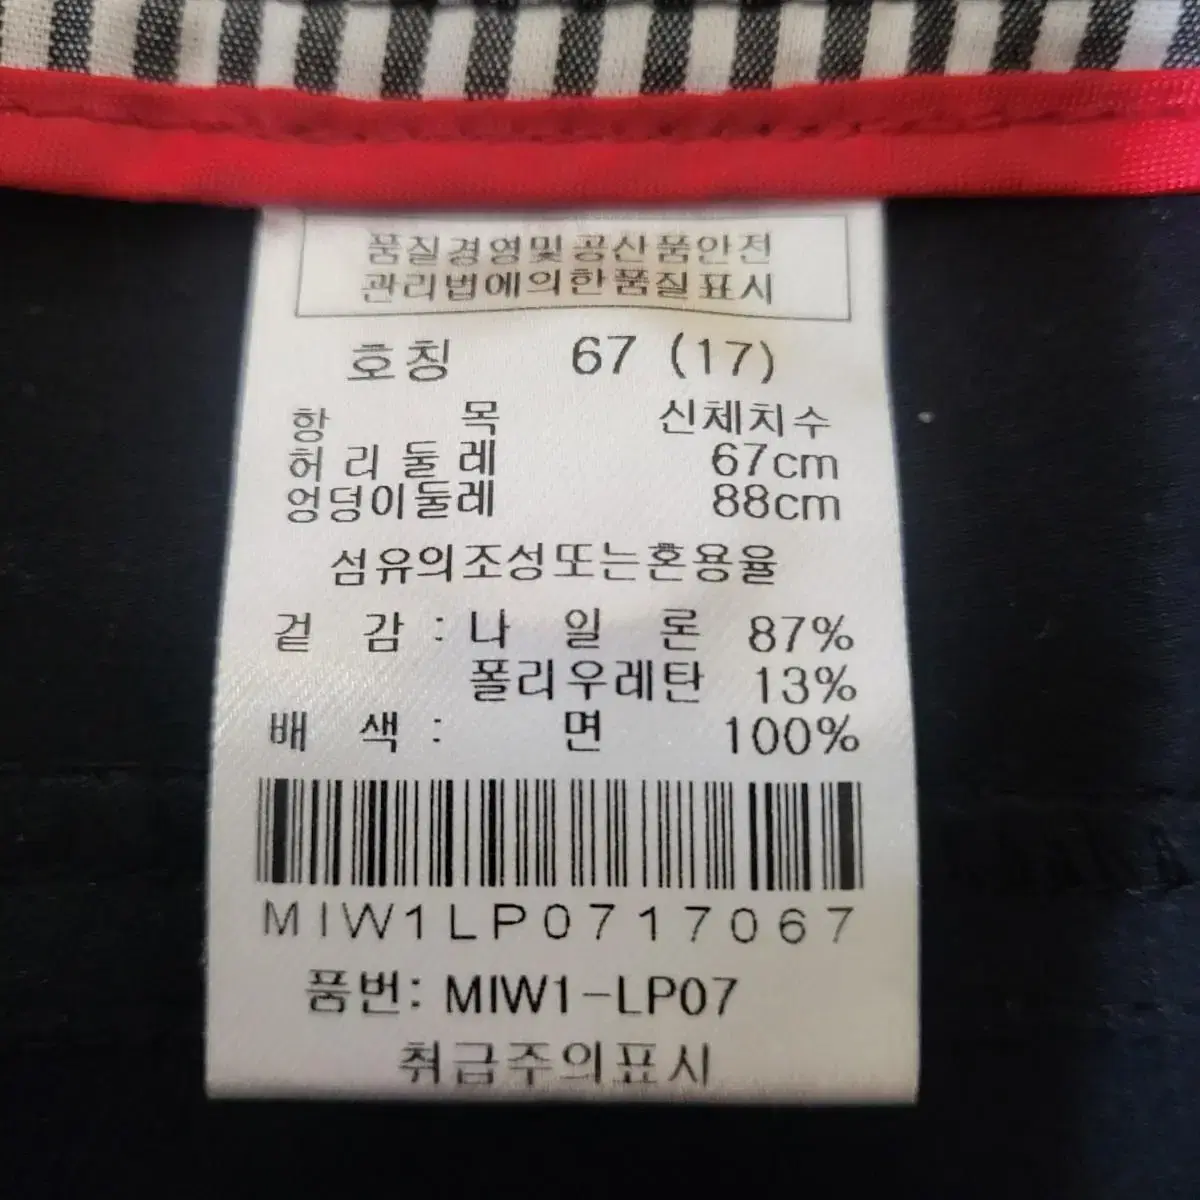 품질경영및공산품안전
관리법에의한품질표시
호칭 67 (17)
항 목 신체치수
허리둘레 67cm
엉덩이둘레 88cm
섬유의조성또는혼용율
겉 감 : 나 일 론 87%
폴리우레탄 13%
배 색 : 면 100%
MIW1LP0717067
품번: MIW1-LP07
취급주의표시